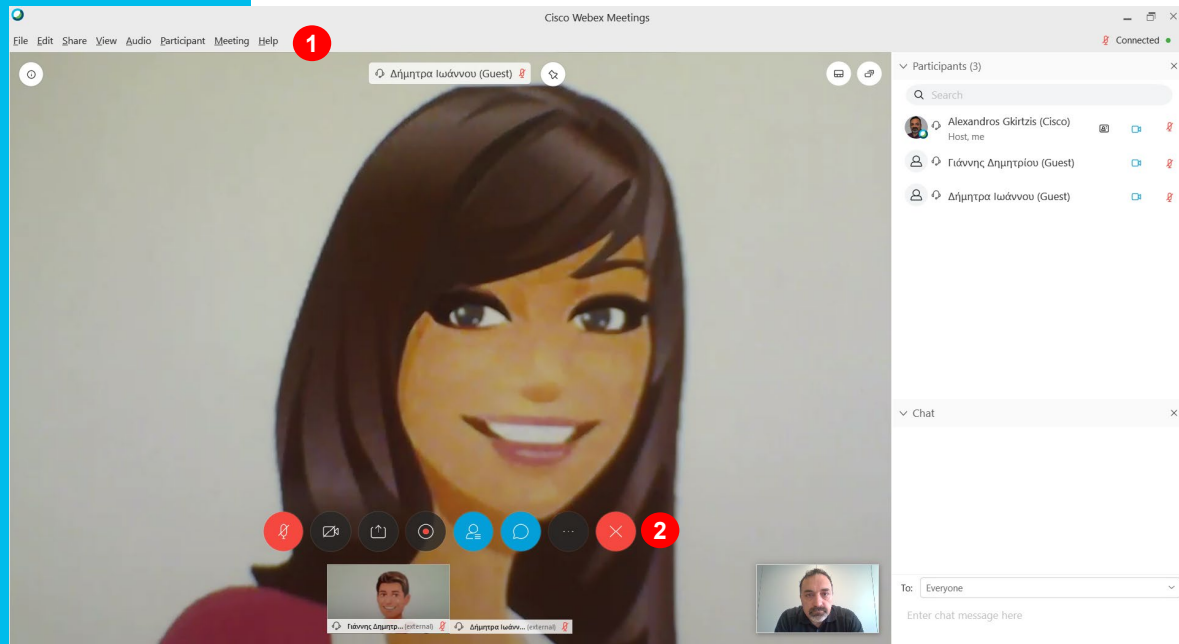 Cisco Webex Meetings
File Edit Share View Audio Participant Meeting Help
1
Connected
Δήμητρα Ιωάννου (Guest)
Participants (3)
Search
Alexandros Gkirtzis (Cisco)
Host, me
Γιάννης Δημητρίου (Guest)
Δήμητρα Ιωάννου (Guest)
Chat
2
Γιάννης Δημητρ... (external)
Δήμητρα Ιωάνν... (external)
To: Everyone
Enter chat message here